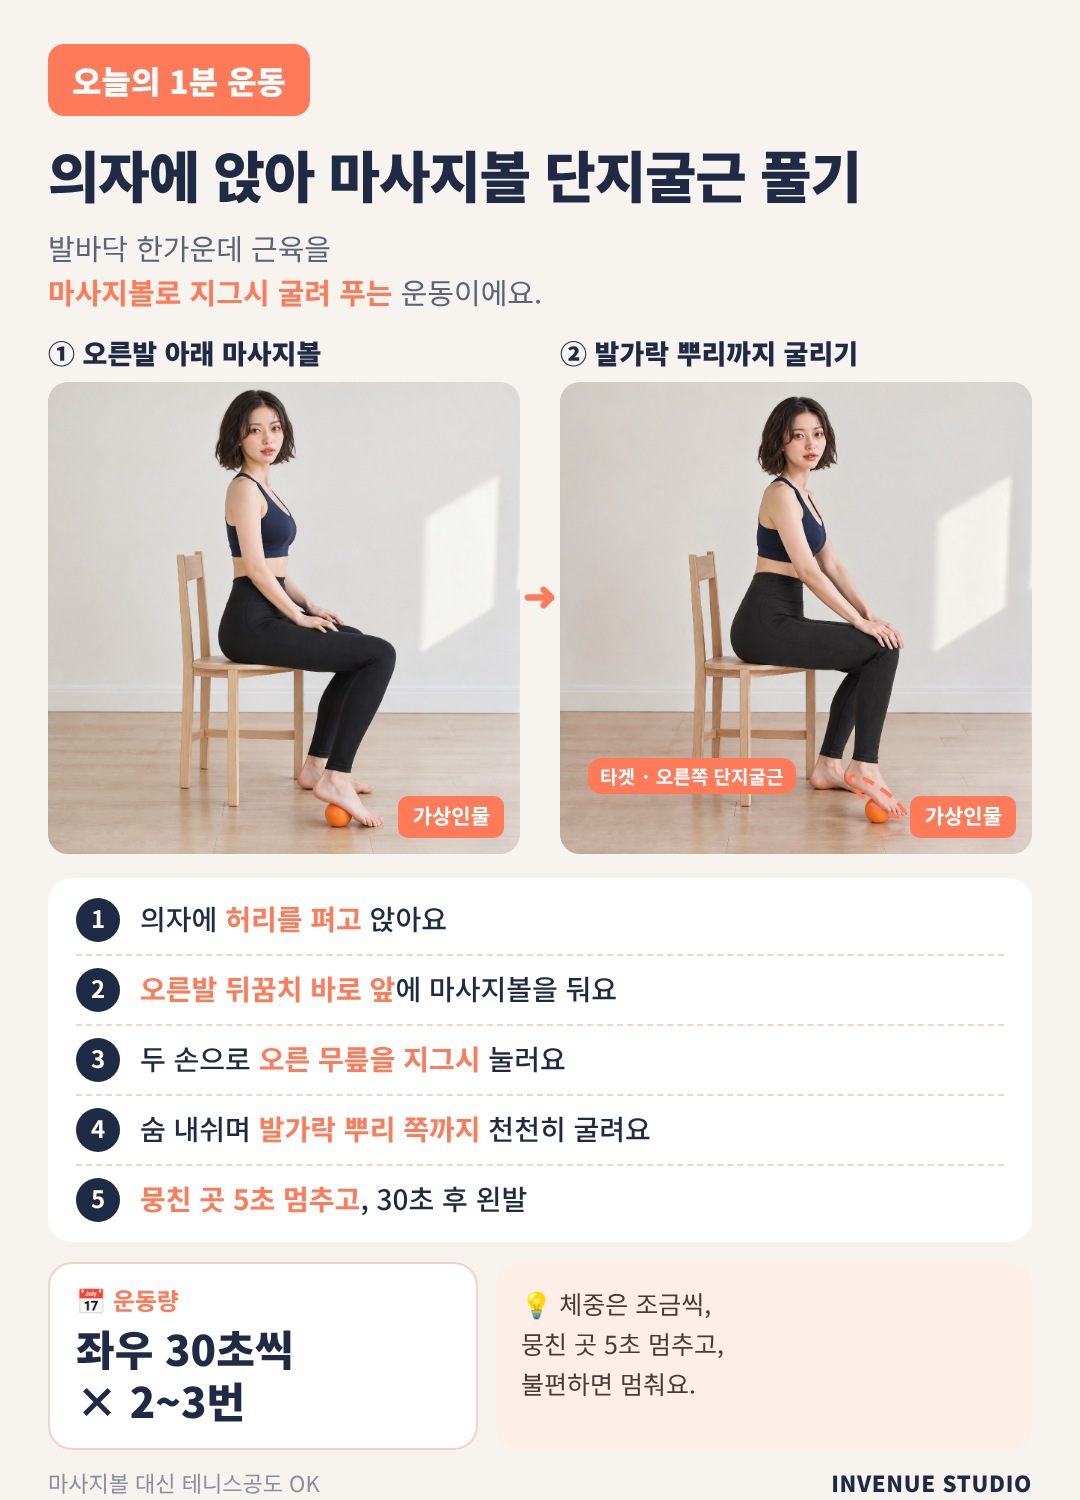 오늘의 1분 운동
의자에 앉아 마사지볼 단지굴근 풀기
발바닥 한가운데 근육을
마사지볼로 지그시 굴려 푸는 운동이에요.
① 오른발 아래 마사지볼
② 발가락 뿌리까지 굴리기
가상인물
타겟 · 오른쪽 단지굴근
가상인물
1 의자에 허리를 펴고 앉아요
2 오른발 뒤꿈치 바로 앞에 마사지볼을 둬요
3 두 손으로 오른 무릎을 지그시 눌러요
4 숨 내쉬며 발가락 뿌리 쪽까지 천천히 굴려요
5 뭉친 곳 5초 멈추고, 30초 후 왼발
📅 운동량
좌우 30초씩
× 2~3번
💡 체중은 조금씩,
뭉친 곳 5초 멈추고,
불편하면 멈춰요.
마사지볼 대신 테니스공도 OK
INVENUE STUDIO